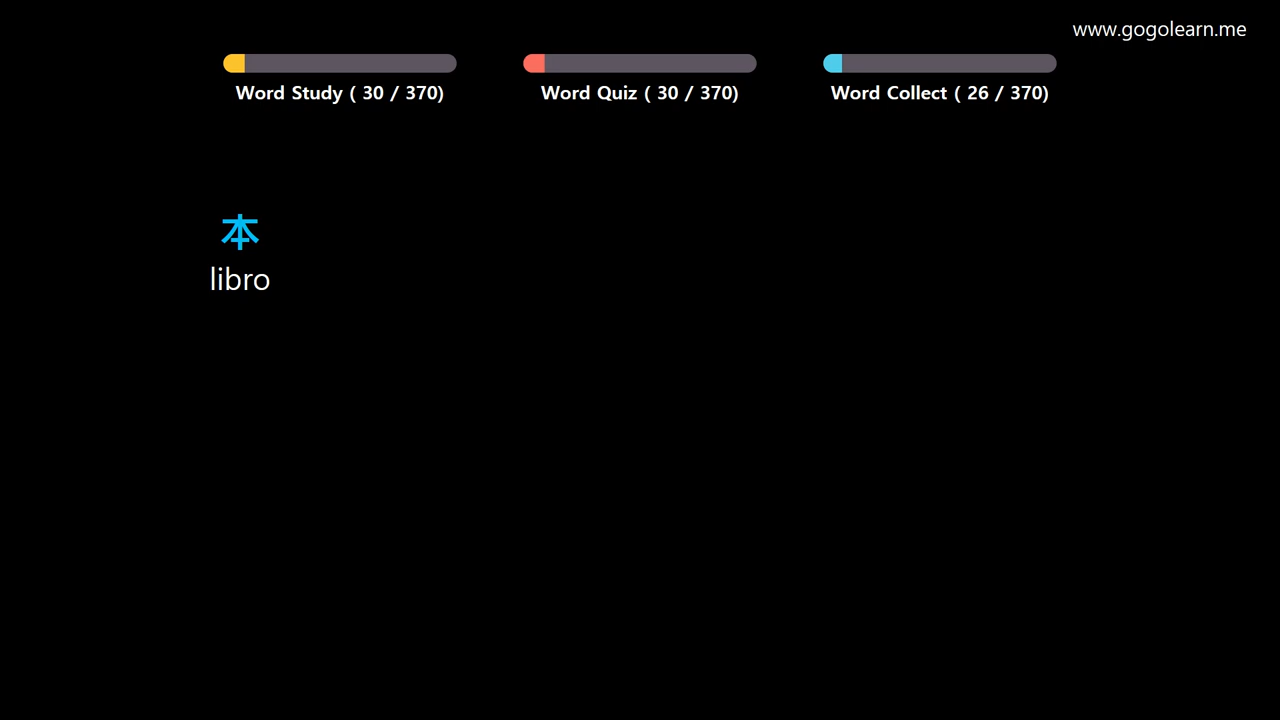 www.gogolearn.me
Word Study ( 30 / 370)
Word Quiz ( 30 / 370)
Word Collect ( 26 / 370)
本
libro